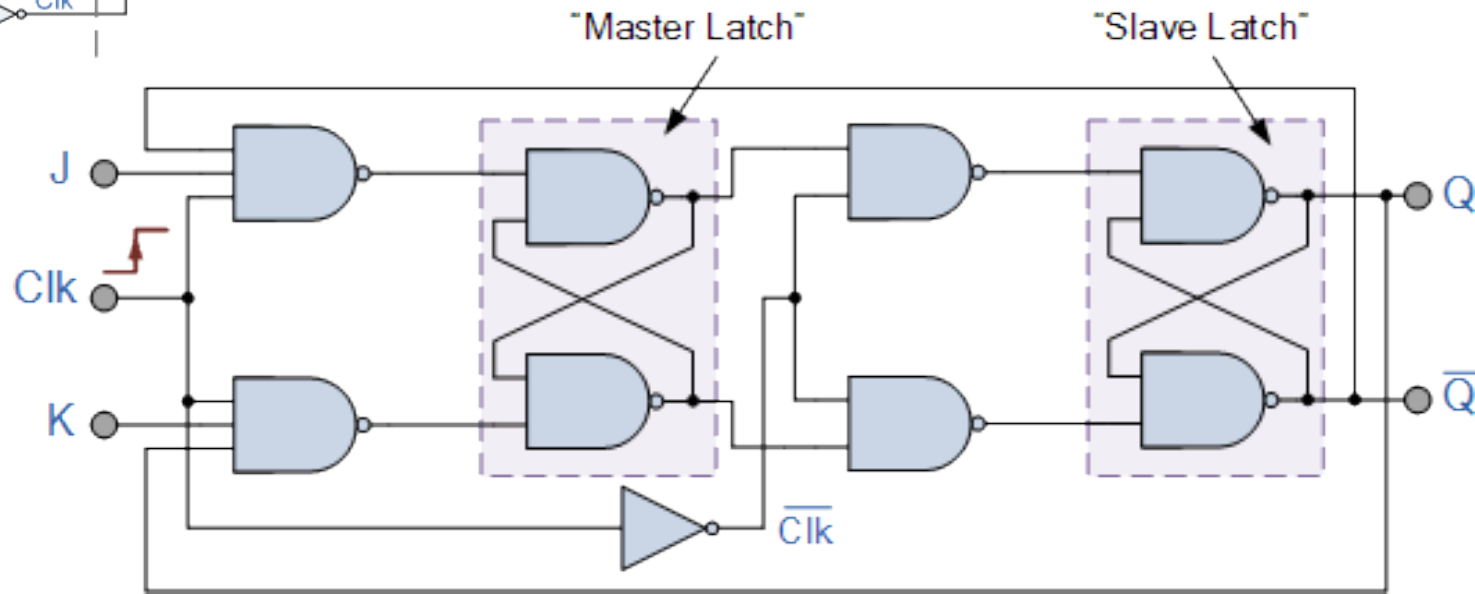 Clk
"Master Latch"
"Slave Latch"
J
Q
Clk
K
Q̅
C̅l̅k̅